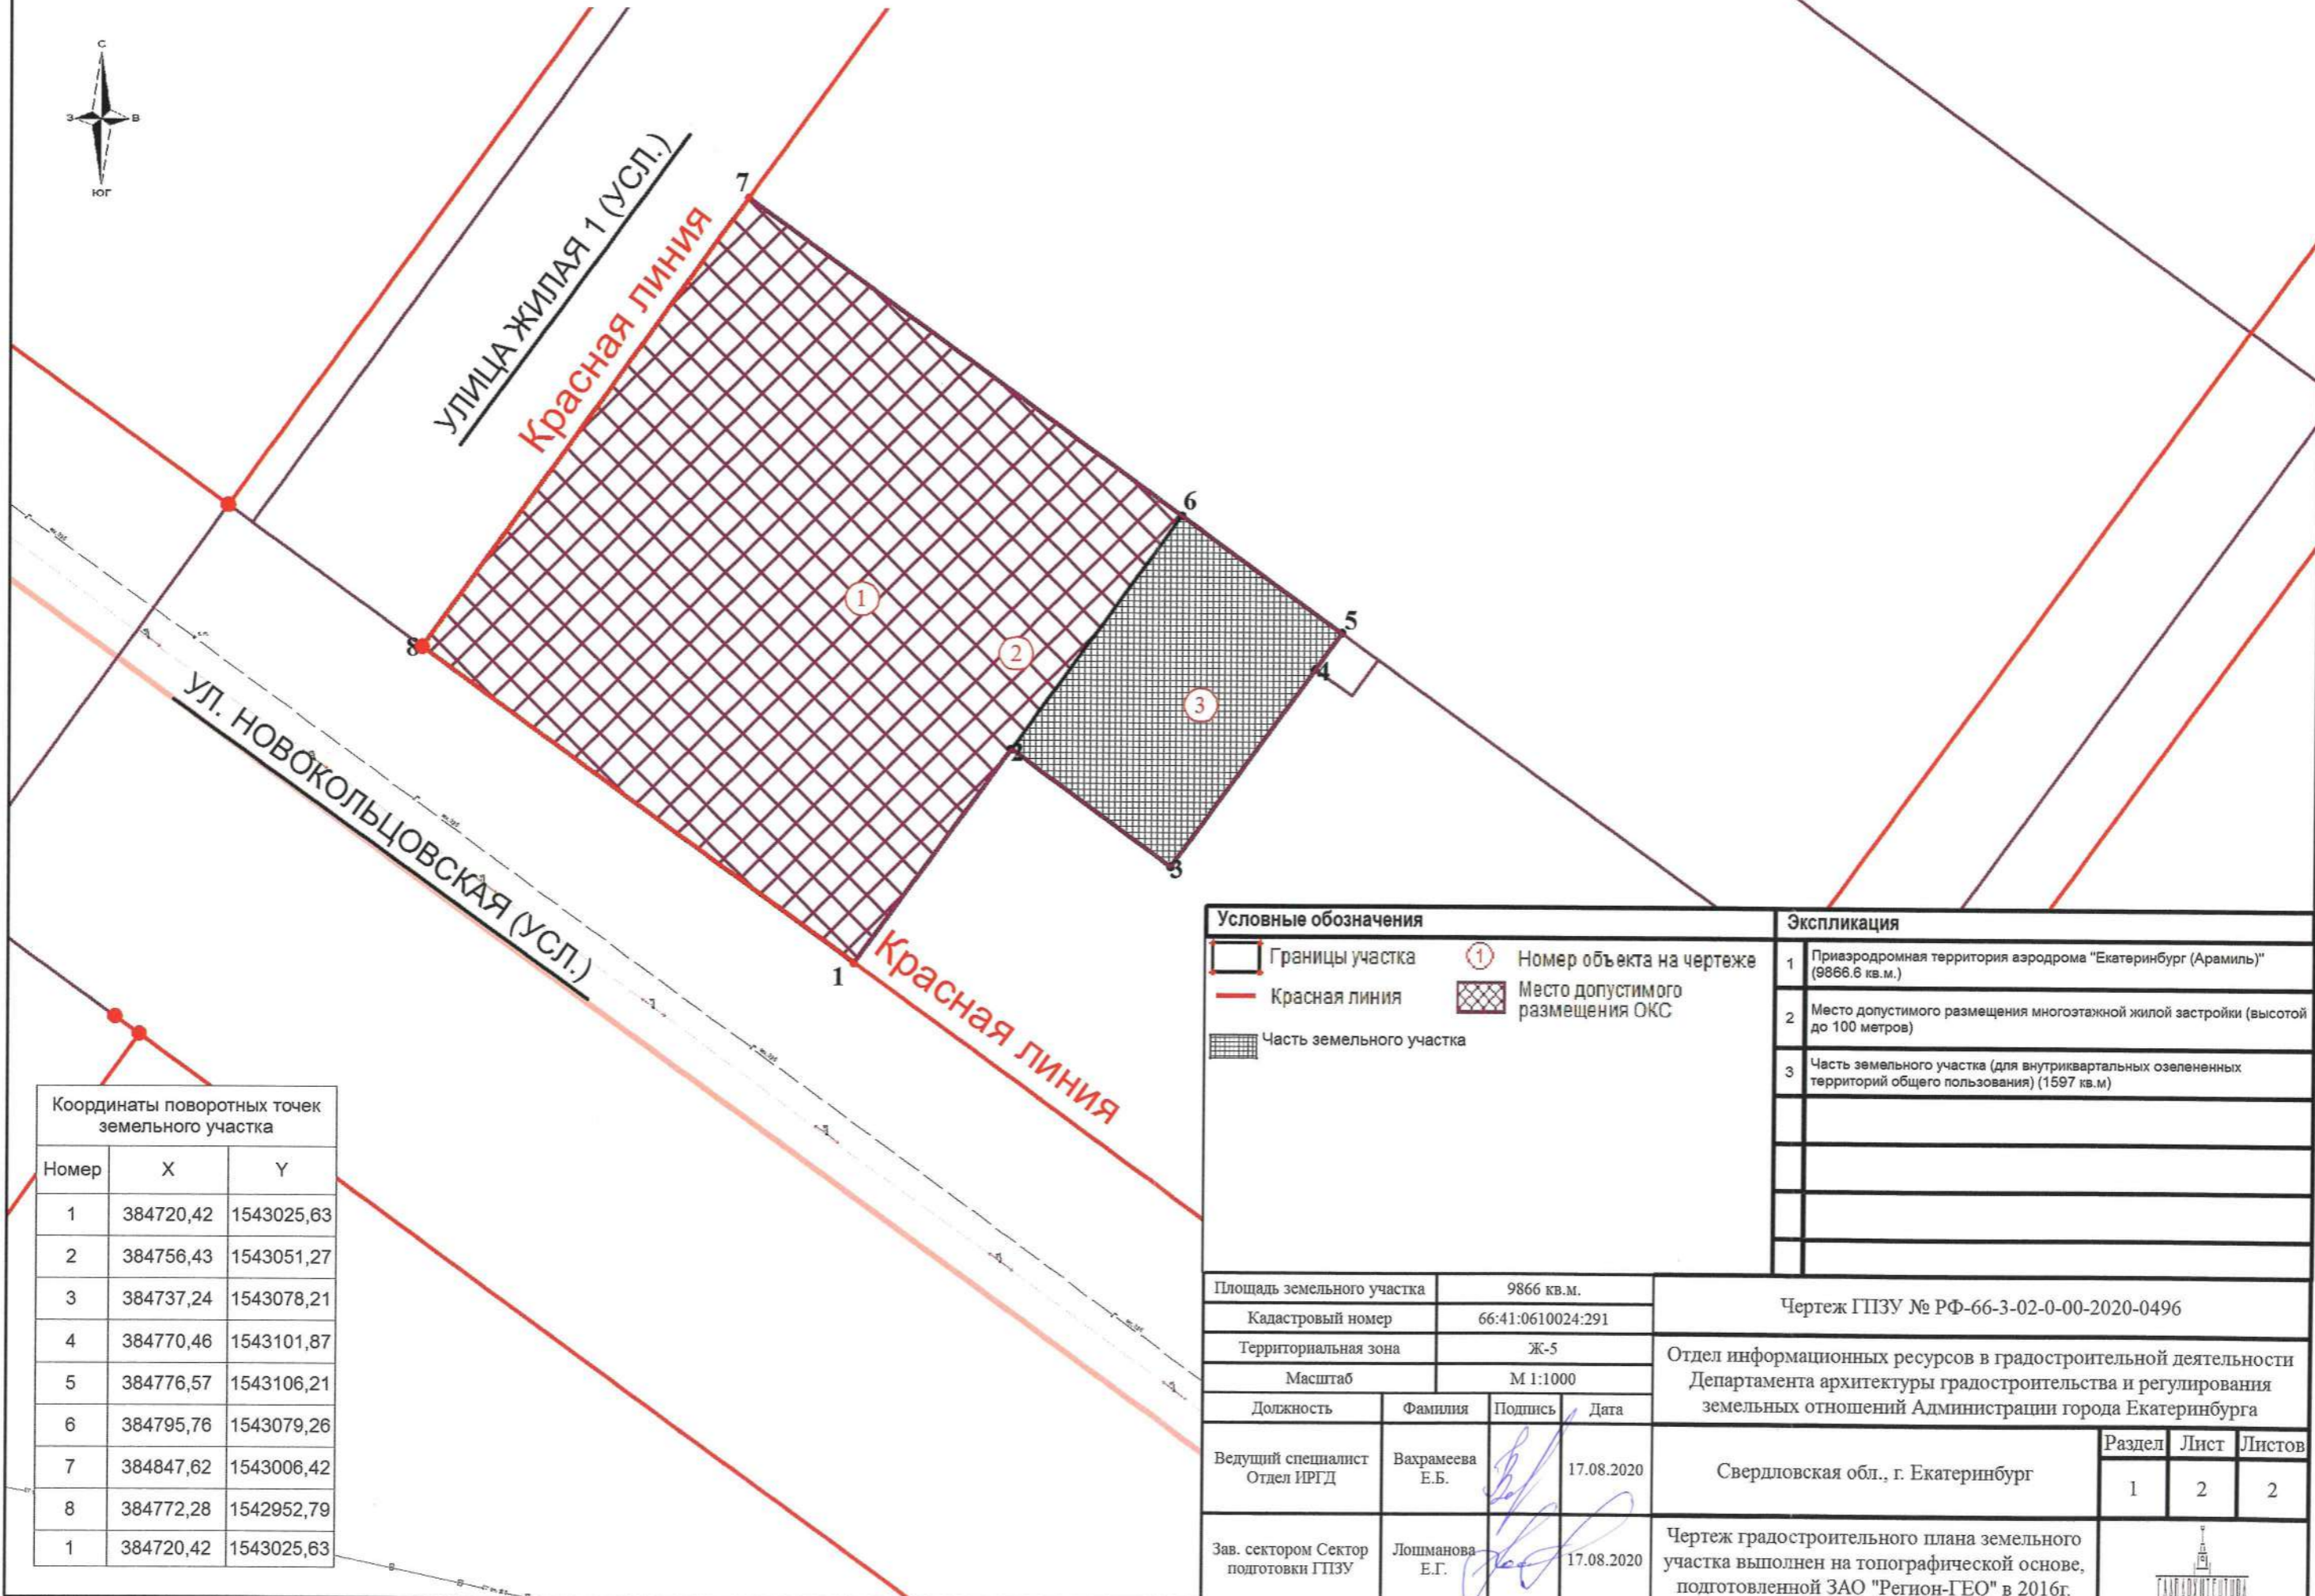 С
З
В
ЮГ
УЛИЦА ЖИЛАЯ 1 (УСЛ.)
Красная линия
7
6
5
4
8
1
2
3
2
3
1
УЛ. НОВОКОЛЬЦОВСКАЯ (УСЛ.)
Красная линия
Координаты поворотных точек
земельного участка
Номер X Y
1 384720,42 1543025,63
2 384756,43 1543051,27
3 384737,24 1543078,21
4 384770,46 1543101,87
5 384776,57 1543106,21
6 384795,76 1543079,26
7 384847,62 1543006,42
8 384772,28 1542952,79
1 384720,42 1543025,63
Условные обозначения
Границы участка
1 Номер объекта на чертеже
Красная линия
Место допустимого
размещения ОКС
Часть земельного участка
Экспликация
1 Приаэродромная территория аэродрома "Екатеринбург (Арамиль)"
(9866.6 кв.м.)
2 Место допустимого размещения многоэтажной жилой застройки (высотой
до 100 метров)
3 Часть земельного участка (для внутриквартальных озелененных
территорий общего пользования) (1597 кв.м)
Площадь земельного участка 9866 кв.м.
Кадастровый номер 66:41:0610024:291
Территориальная зона Ж-5
Масштаб М 1:1000
Должность Фамилия Подпись Дата
Ведущий специалист
Отдел ИРГД
Вахрамеева
Е.Б.
17.08.2020
Зав. сектором Сектор
подготовки ГПЗУ
Лошманова
Е.Г.
17.08.2020
Чертеж ГПЗУ № РФ-66-3-02-0-00-2020-0496
Отдел информационных ресурсов в градостроительной деятельности
Департамента архитектуры градостроительства и регулирования
земельных отношений Администрации города Екатеринбурга
Свердловская обл., г. Екатеринбург
Раздел Лист Листов
1 2 2
Чертеж градостроительного плана земельного
участка выполнен на топографической основе,
подготовленной ЗАО "Регион-ГЕО" в 2016г.